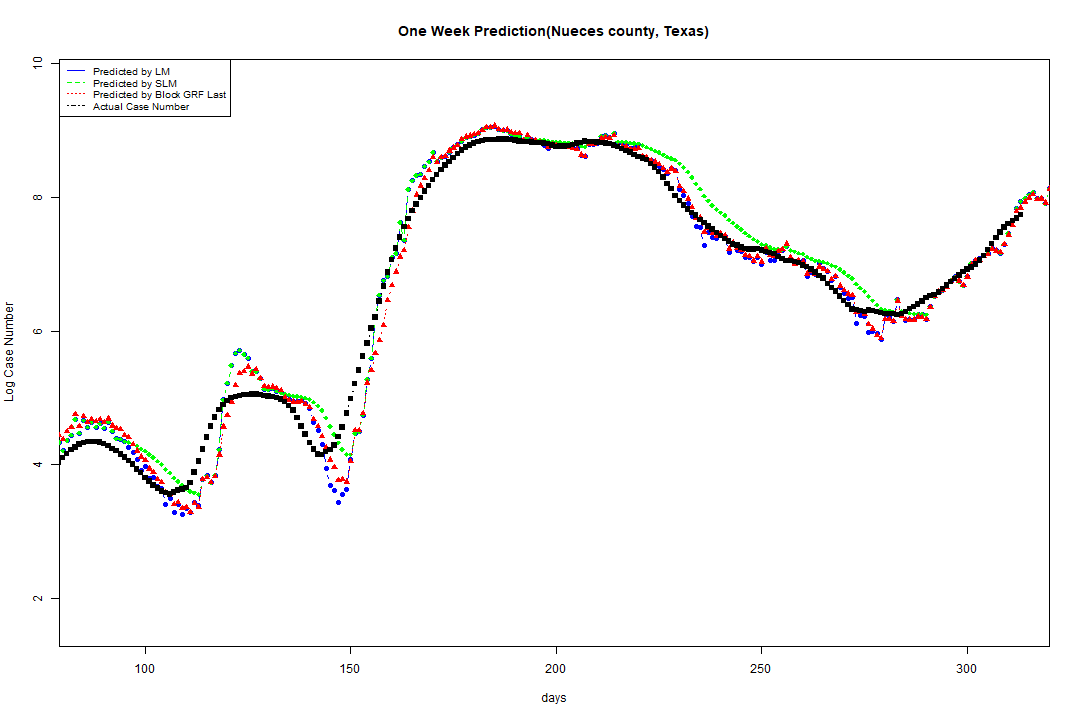 One Week Prediction(Nueces county, Texas)
Predicted by LM
Predicted by SLM
Predicted by Block GRF Last
Actual Case Number
Log Case Number
10
8
6
4
2
100
150
200
250
300
days